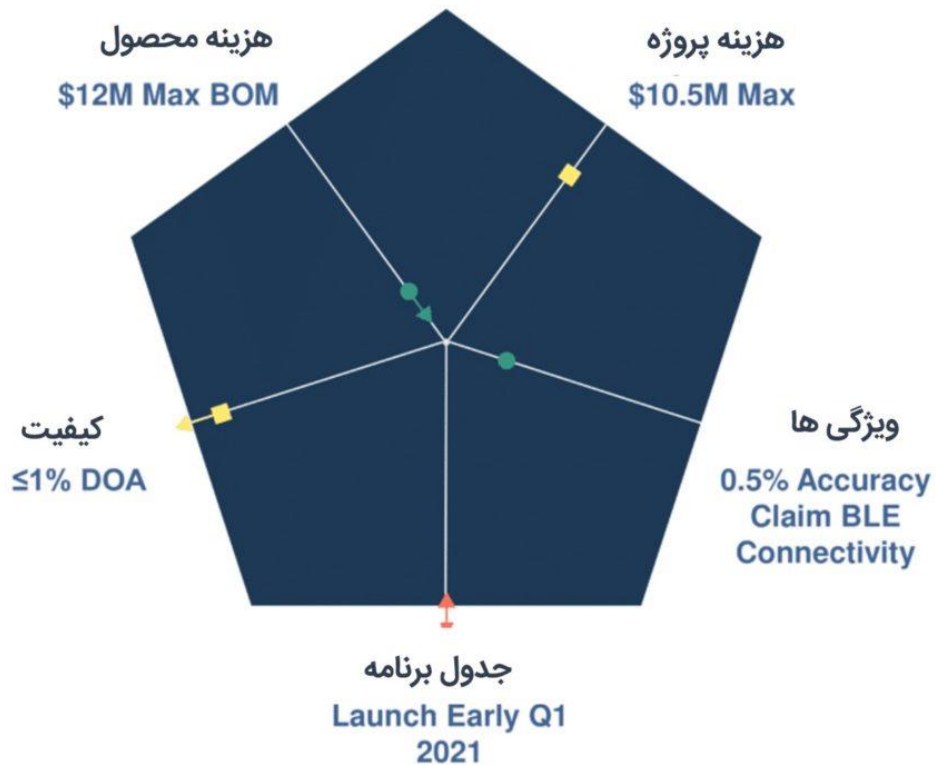 هزینه محصول
$12M Max BOM
هزینه پروژه
$10.5M Max
کیفیت
≤1% DOA
ویژگی ها
0.5% Accuracy
Claim BLE
Connectivity
جدول برنامه
Launch Early Q1
2021